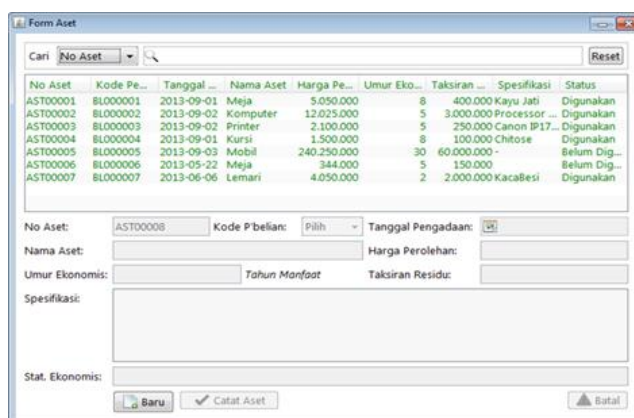 Form Aset
Cari No Aset Reset
No Aset Kode Pe... Tanggal ... Nama Aset Harga Pe... Umur Eko... Taksiran ... Spesifikasi Status
AST00001 BL000001 2013-09-01 Meja 5.050.000 8 400.000 Kayu Jati Digunakan
AST00002 BL000002 2013-09-02 Komputer 12.025.000 5 3.000.000 Processor ... Digunakan
AST00003 BL000003 2013-09-02 Printer 2.100.000 5 250.000 Canon IP17... Digunakan
AST00004 BL000004 2013-09-01 Kursi 1.500.000 8 100.000 Chitose Digunakan
AST00005 BL000005 2013-09-03 Mobil 240.250.000 30 60.000.000 - Belum Dig...
AST00006 BL000006 2013-05-22 Meja 344.000 5 150.000 Belum Dig...
AST00007 BL000007 2013-06-06 Lemari 4.050.000 2 2.000.000 KacaBesi Digunakan
No Aset: AST00008 Kode P'belian: Pilih Tanggal Pengadaan:
Nama Aset: Harga Perolehan:
Umur Ekonomis: Tahun Manfaat Taksiran Residu:
Spesifikasi:
Stat. Ekonomis:
Baru Catat Aset Batal